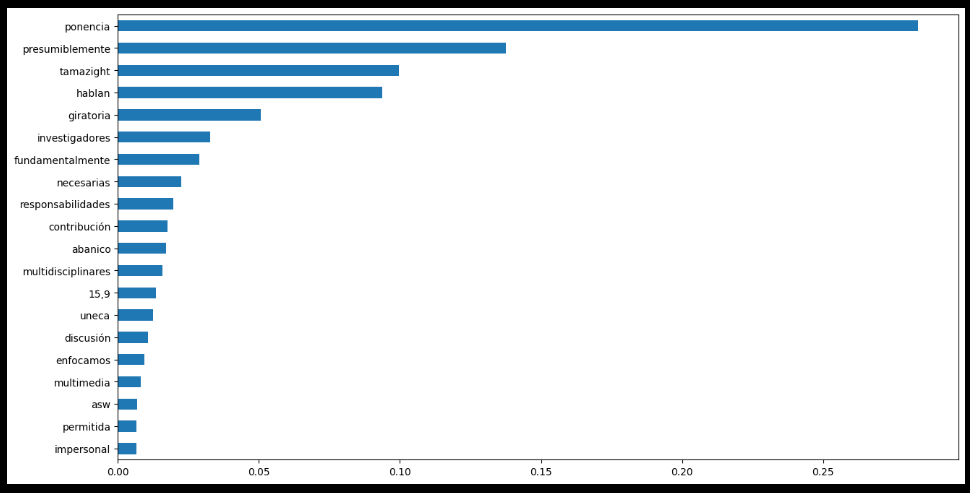 ponencia
presumiblemente
tamazight
hablan
giratoria
investigadores
fundamentalmente
necesarias
responsabilidades
contribución
abanico
multidisciplinares
15,9
uneca
discusión
enfocamos
multimedia
asw
permitida
impersonal
0.00 0.05 0.10 0.15 0.20 0.25